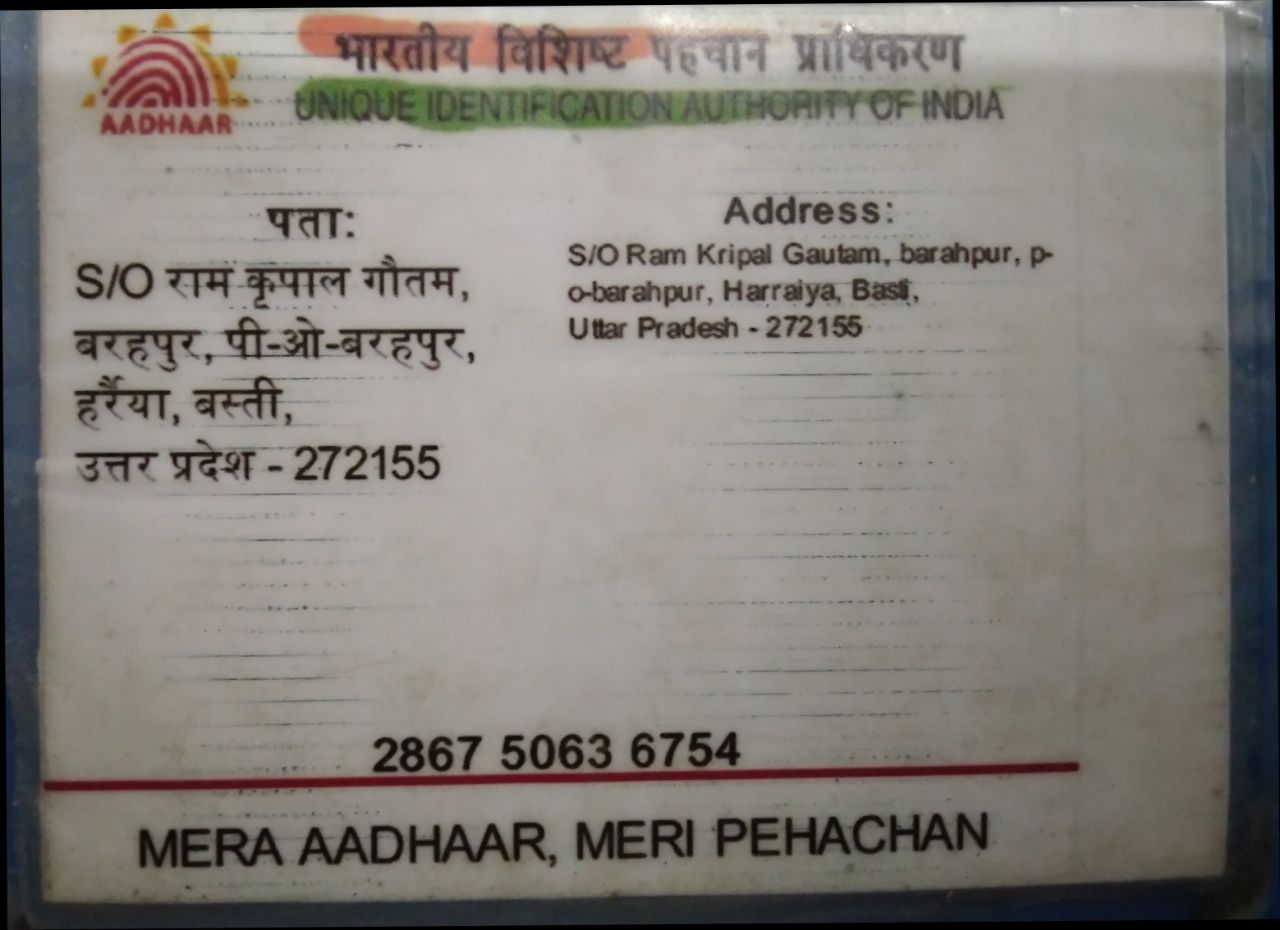 भारतीय विशिष्ट पहचान प्राधिकरण
AADHAAR
UNIQUE IDENTIFICATION AUTHORITY OF INDIA
पता:
S/O राम कृपाल गौतम,
बरहपुर, पी-ओ-बरहपुर,
हर्रैया, बस्ती,
उत्तर प्रदेश - 272155
Address:
S/O Ram Kripal Gautam, barahpur, p-
o-barahpur, Harraiya, Basti,
Uttar Pradesh - 272155
2867 5063 6754
MERA AADHAAR, MERI PEHACHAN